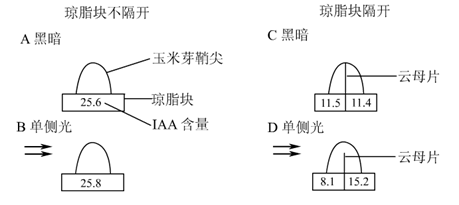 琼脂块不隔开
A 黑暗
玉米芽鞘尖
25.6
琼脂块
IAA 含量
B 单侧光
25.8
琼脂块隔开
C 黑暗
云母片
11.5 11.4
D 单侧光
云母片
8.1 15.2